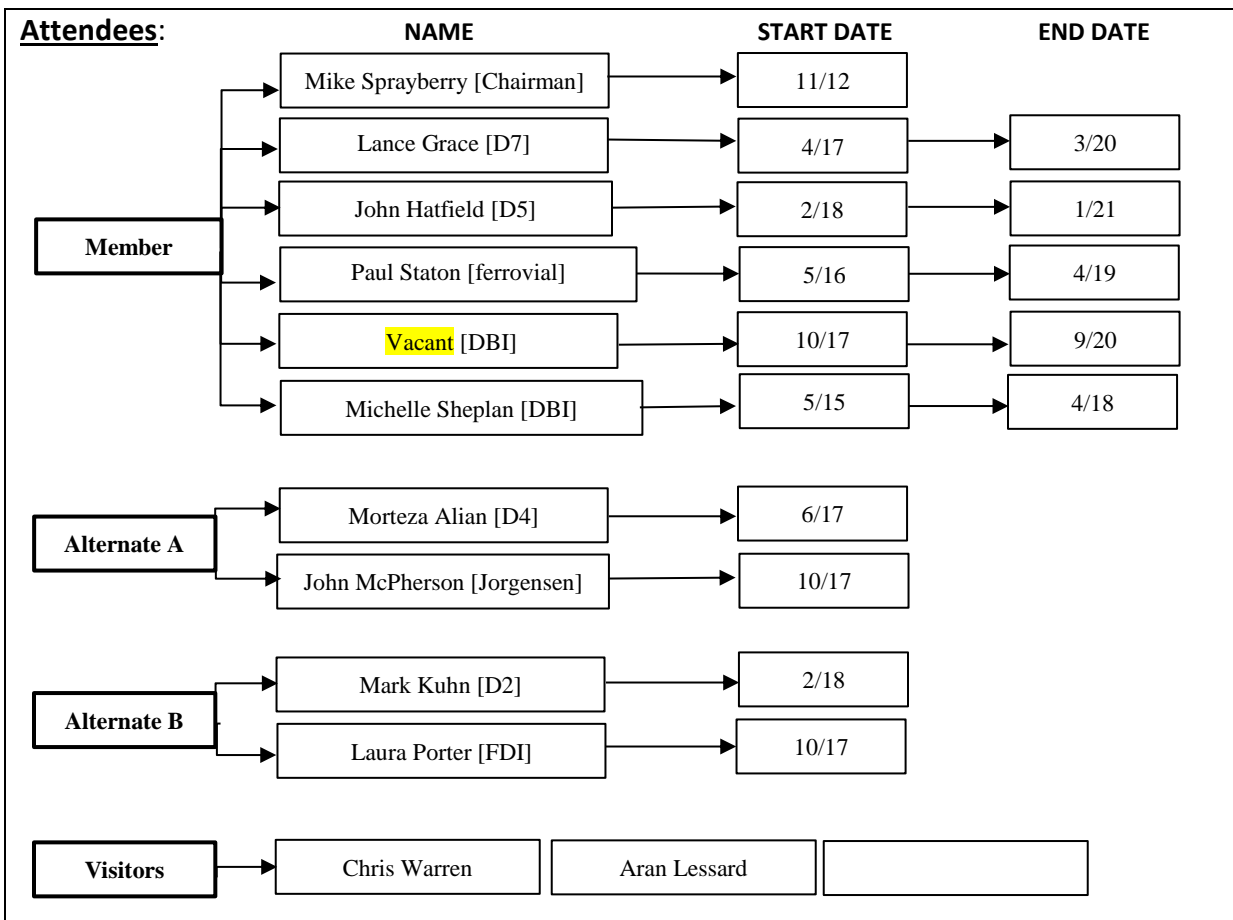 Attendees: NAME START DATE END DATE
Mike Sprayberry [Chairman] 11/12
Lance Grace [D7] 4/17 3/20
John Hatfield [D5] 2/18 1/21
Member
Paul Staton [ferrovial] 5/16 4/19
Vacant [DBI] 10/17 9/20
Michelle Sheplan [DBI] 5/15 4/18
Morteza Alian [D4] 6/17
Alternate A
John McPherson [Jorgensen] 10/17
Mark Kuhn [D2] 2/18
Alternate B
Laura Porter [FDI] 10/17
Visitors Chris Warren Aran Lessard